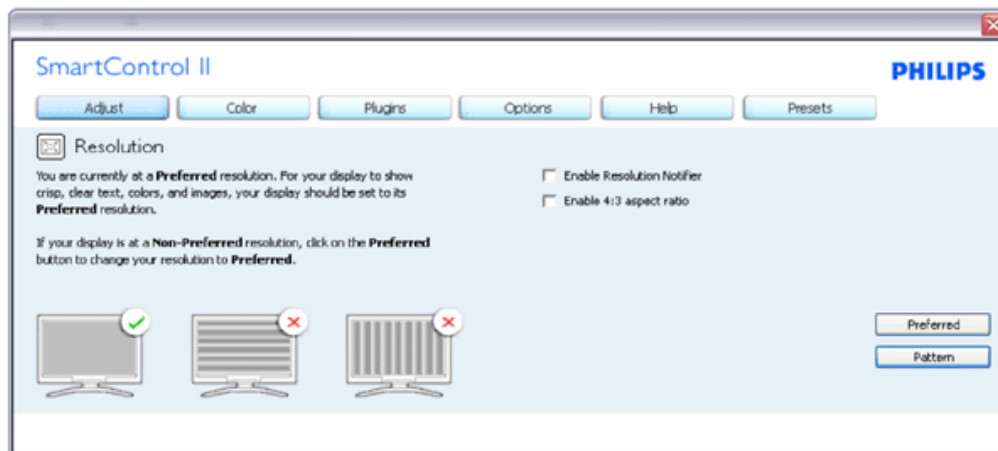 SmartControl II
PHILIPS
Adjust
Color
Plugins
Options
Help
Presets
Resolution
You are currently at a Preferred resolution. For your display to show
crisp, clear text, colors, and images, your display should be set to its
Preferred resolution.
If your display is at a Non-Preferred resolution, click on the Preferred
button to change your resolution to Preferred.
Enable Resolution Notifier
Enable 4:3 aspect ratio
Preferred
Pattern